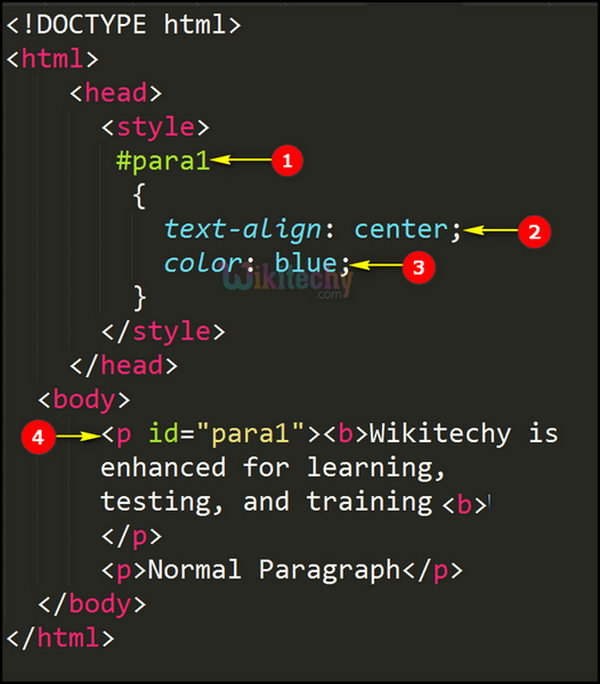 <!DOCTYPE html>
<html>
<head>
<style>
#para1 1
{
text-align: center; 2
color: blue; 3
Wikitechy
.com
}
</style>
</head>
<body>
4 <p id="para1"><b>Wikitechy is
enhanced for learning,
testing, and training <b>
</p>
<p>Normal Paragraph</p>
</body>
</html>